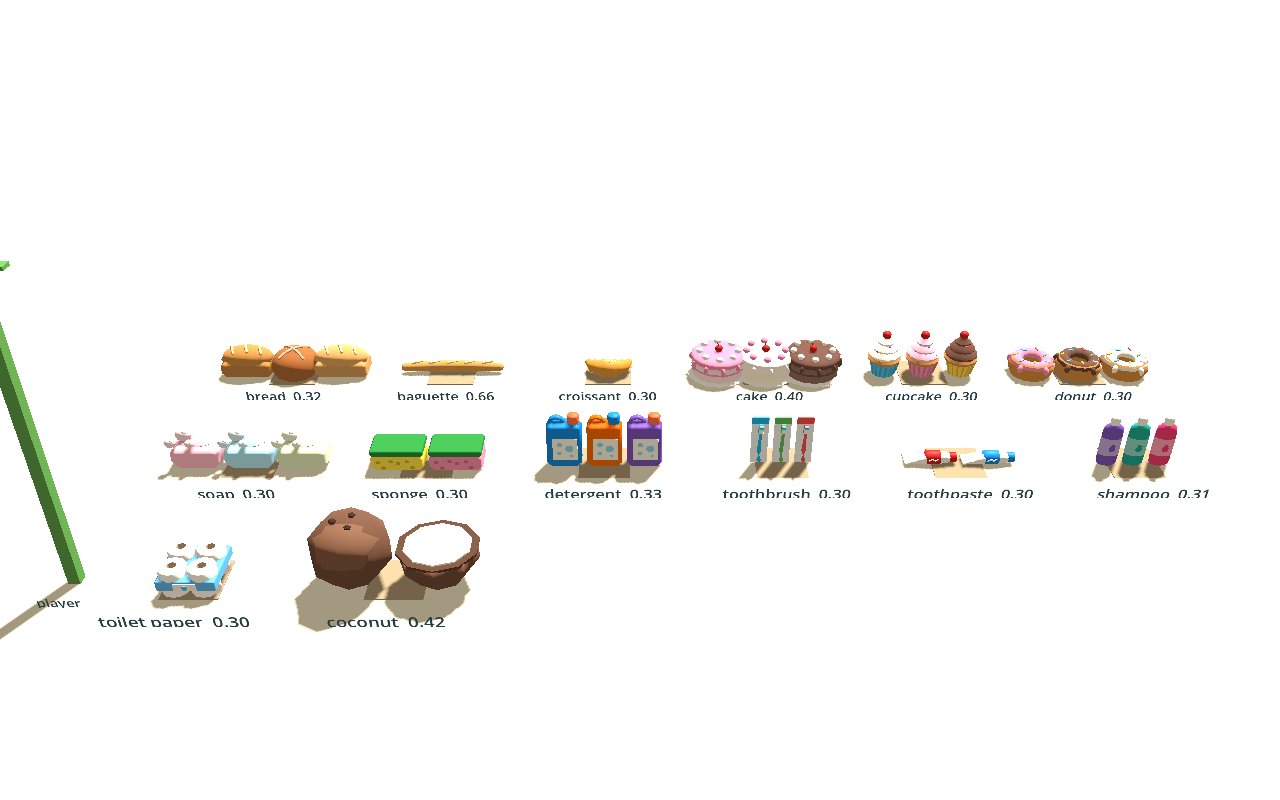 bread 0.32
baguette 0.66
croissant 0.30
cake 0.40
cupcake 0.30
donut 0.30
soap 0.30
sponge 0.30
detergent 0.33
toothbrush 0.30
toothpaste 0.30
shampoo 0.31
player
toilet paper 0.30
coconut 0.42